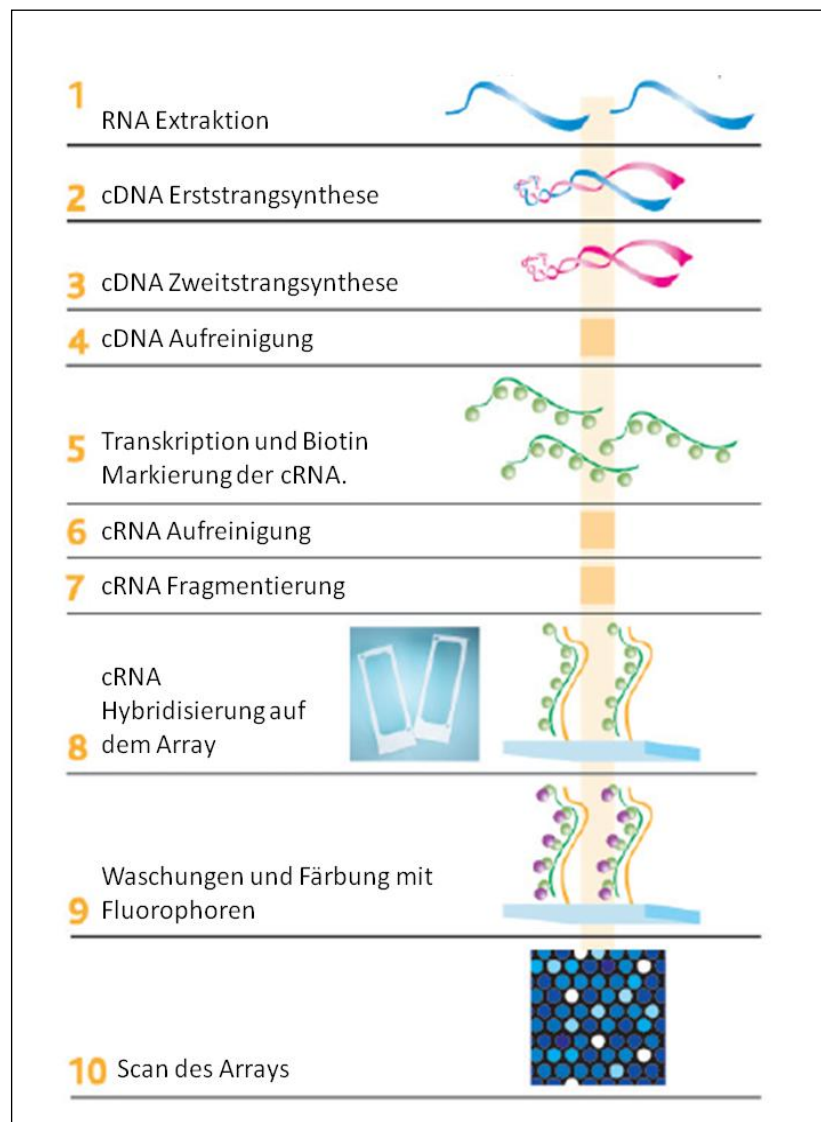 1
RNA Extraktion
2 cDNA Erststrangsynthese
3 cDNA Zweitstrangsynthese
4 cDNA Aufreinigung
5 Transkription und Biotin
Markierung der cRNA.
6 cRNA Aufreinigung
7 cRNA Fragmentierung
cRNA
Hybridisierung auf
8 dem Array
Waschungen und Färbung mit
9 Fluorophoren
10 Scan des Arrays